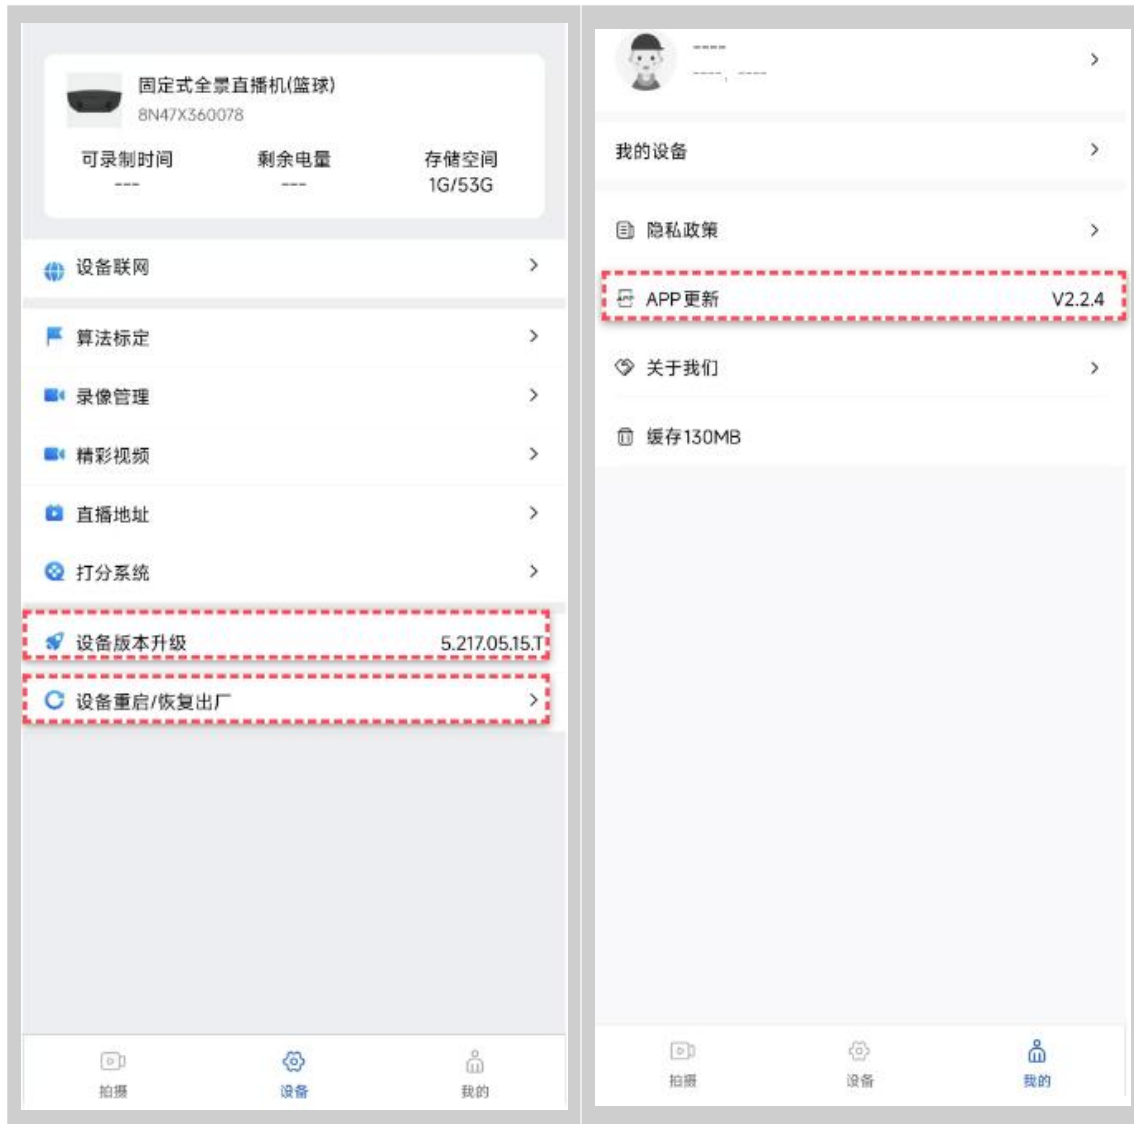 固定式全景直播机(篮球)
8N47X360078
可录制时间 剩余电量 存储空间
--- --- 1G/53G
设备联网
算法标定
录像管理
精彩视频
直播地址
打分系统
设备版本升级 5.217.05.15.T
设备重启/恢复出厂
拍摄 设备 我的
----
----, ----
我的设备
隐私政策
APP更新 V2.2.4
关于我们
缓存130MB
拍摄 设备 我的